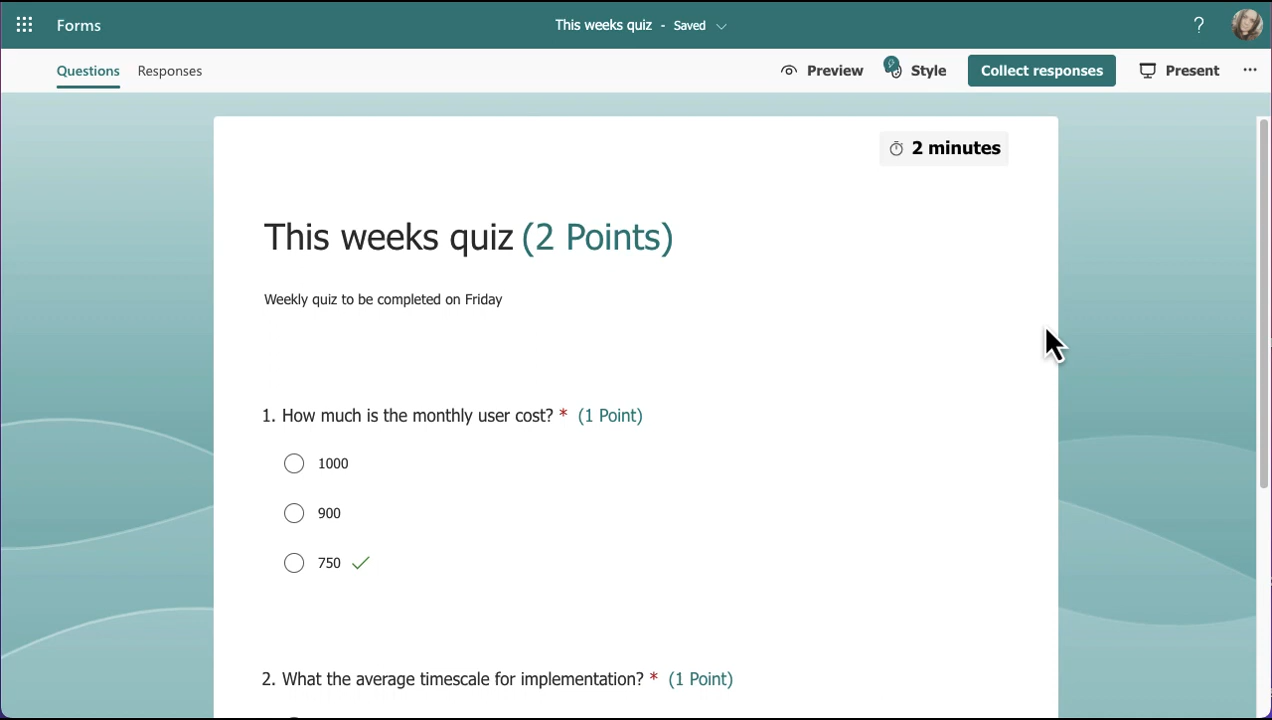 Forms
This weeks quiz - Saved
?
Questions Responses
Preview Style Collect responses Present ...
2 minutes
This weeks quiz (2 Points)
Weekly quiz to be completed on Friday
1. How much is the monthly user cost? * (1 Point)
1000
900
750
2. What the average timescale for implementation? * (1 Point)